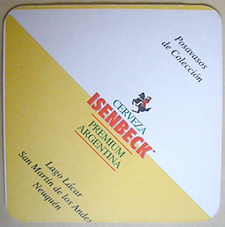 Posavasos
de Colección
CERVEZA
ISENBECK
PREMIUM
ARGENTINA
Lago Lácar
San Martín de los Andes
Neuquén